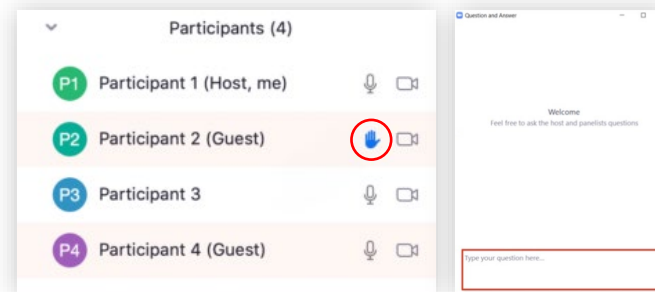 Participants (4)
P1 Participant 1 (Host, me)
P2 Participant 2 (Guest)
P3 Participant 3
P4 Participant 4 (Guest)
Question and Answer
Welcome
Feel free to ask the host and panelists questions
Type your question here...